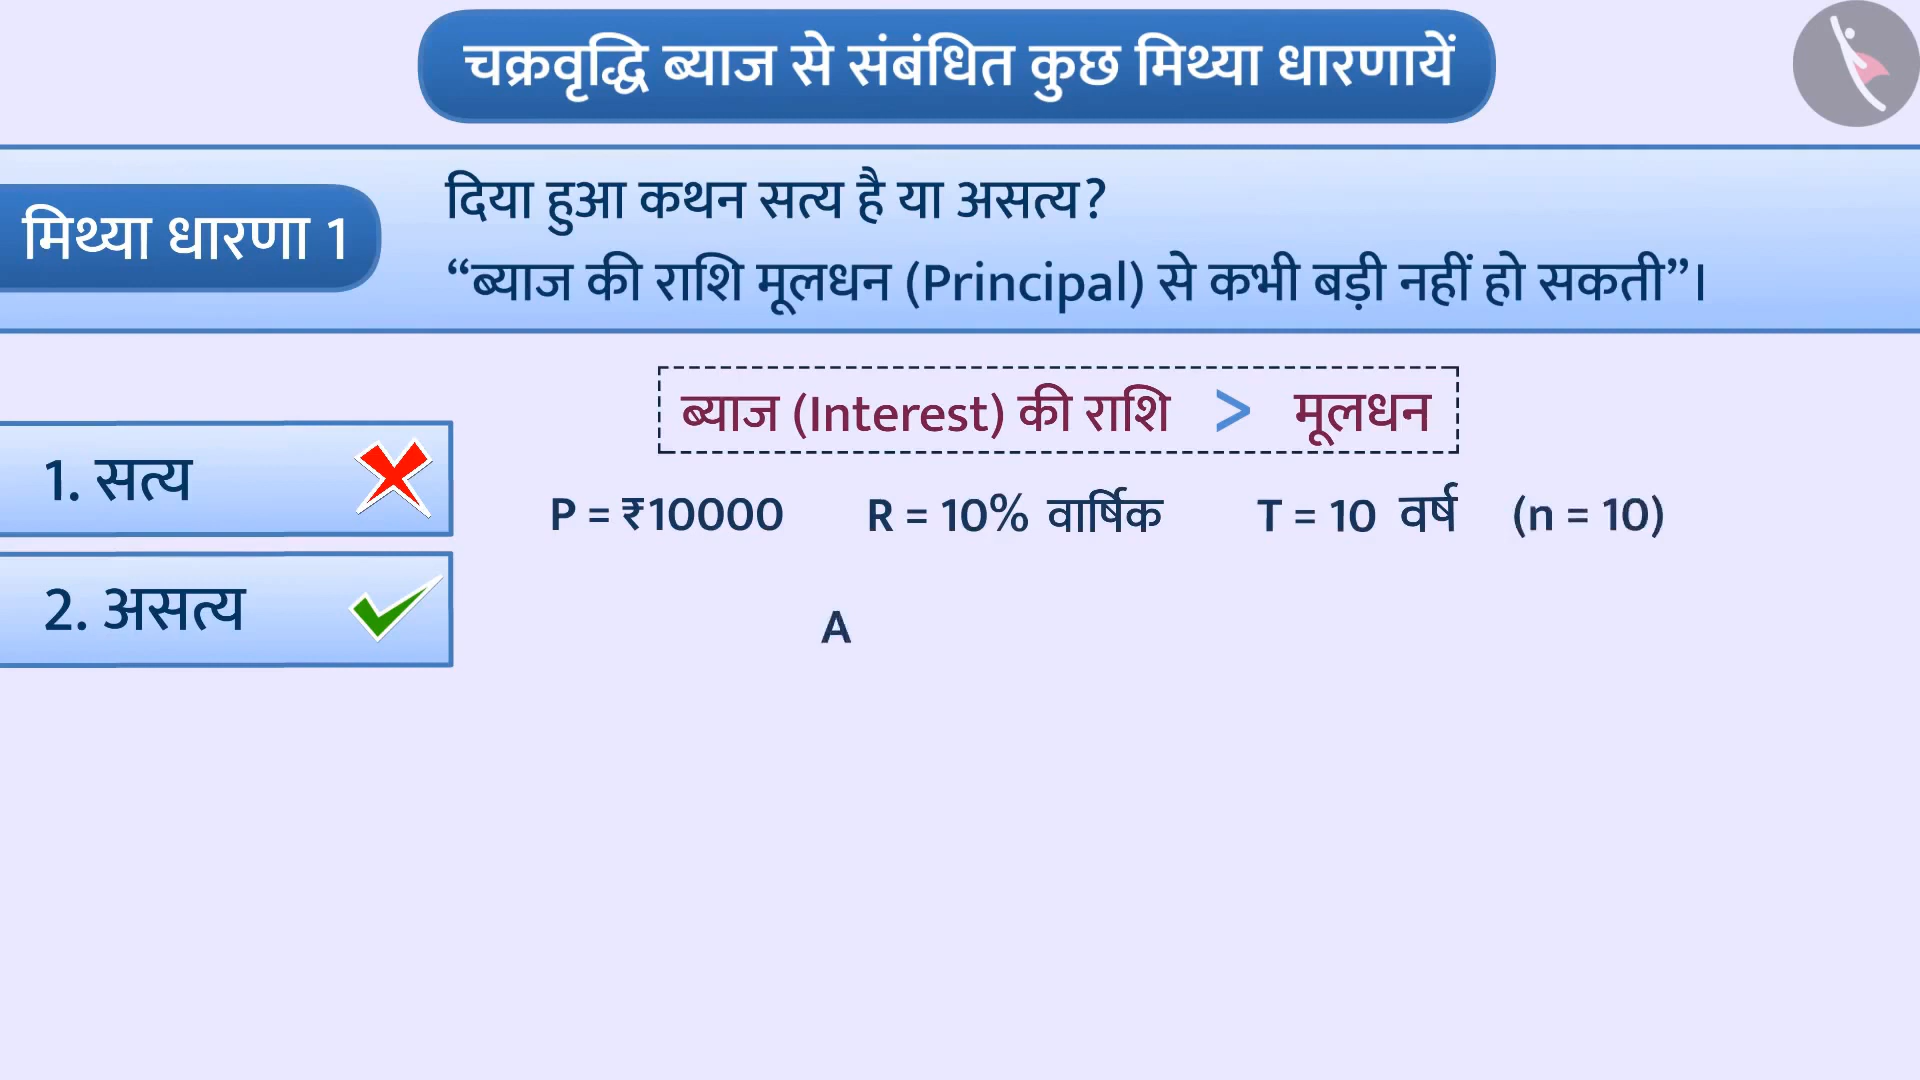 चक्रवृद्धि ब्याज से संबंधित कुछ मिथ्या धारणायें
मिथ्या धारणा 1
दिया हुआ कथन सत्य है या असत्य?
“ब्याज की राशि मूलधन (Principal) से कभी बड़ी नहीं हो सकती”।
ब्याज (Interest) की राशि > मूलधन
1. सत्य
P = ₹10000 R = 10% वार्षिक T = 10 वर्ष (n = 10)
2. असत्य
A